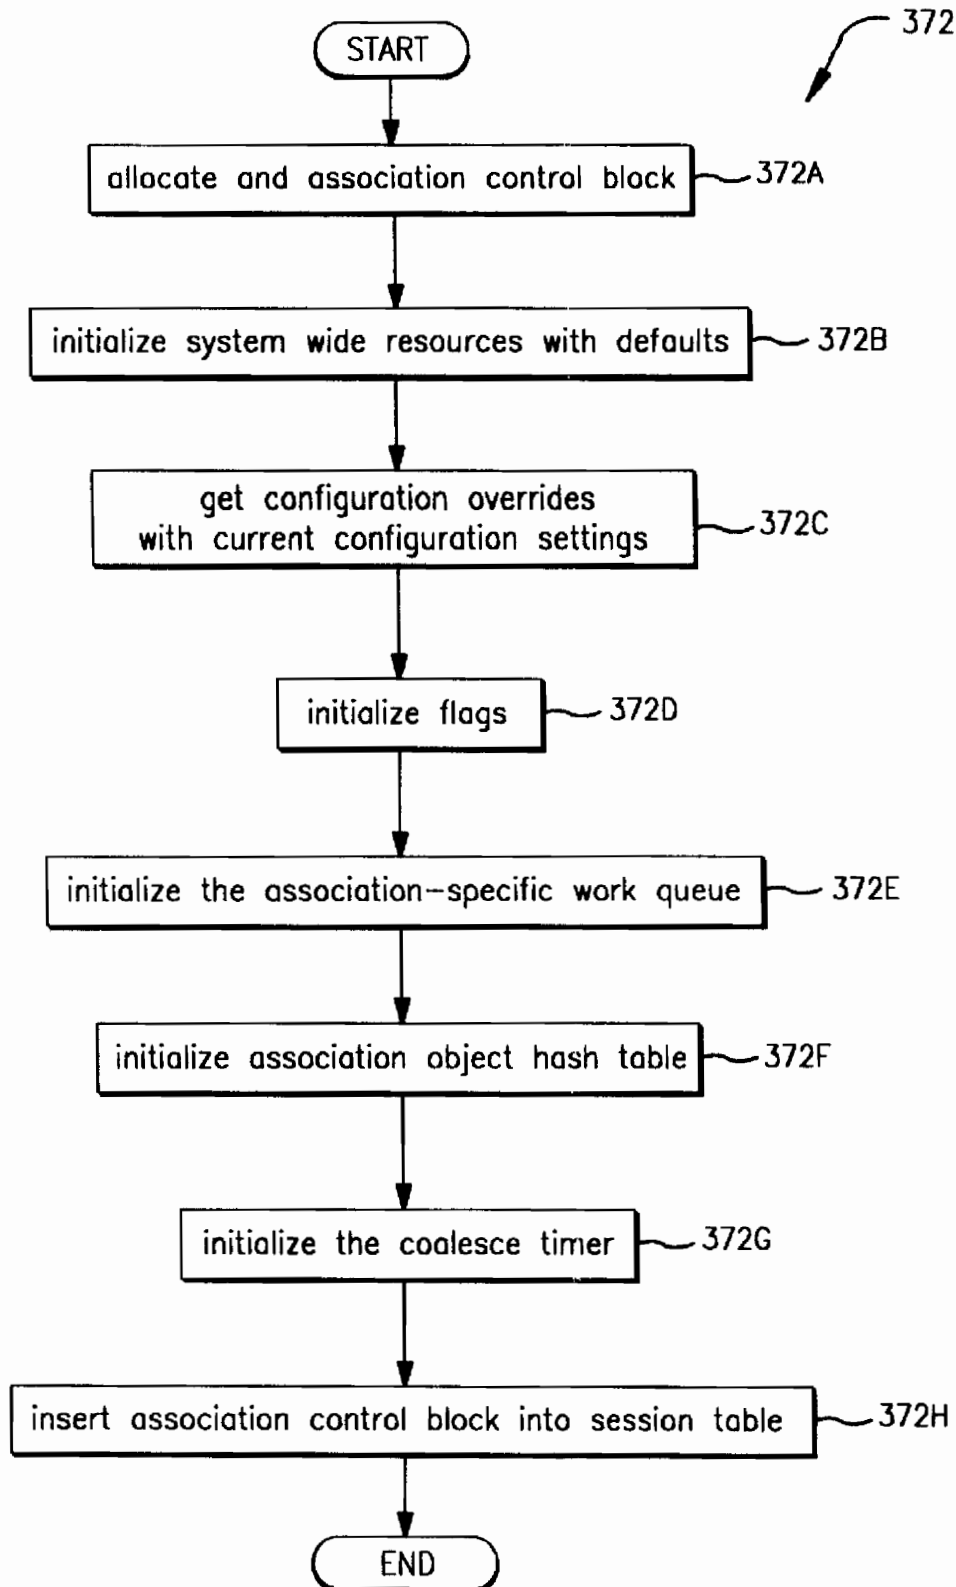 372
START
allocate and association control block
372A
initialize system wide resources with defaults
372B
get configuration overrides
with current configuration settings
372C
initialize flags
372D
initialize the association-specific work queue
372E
initialize association object hash table
372F
initialize the coalesce timer
372G
insert association control block into session table
372H
END